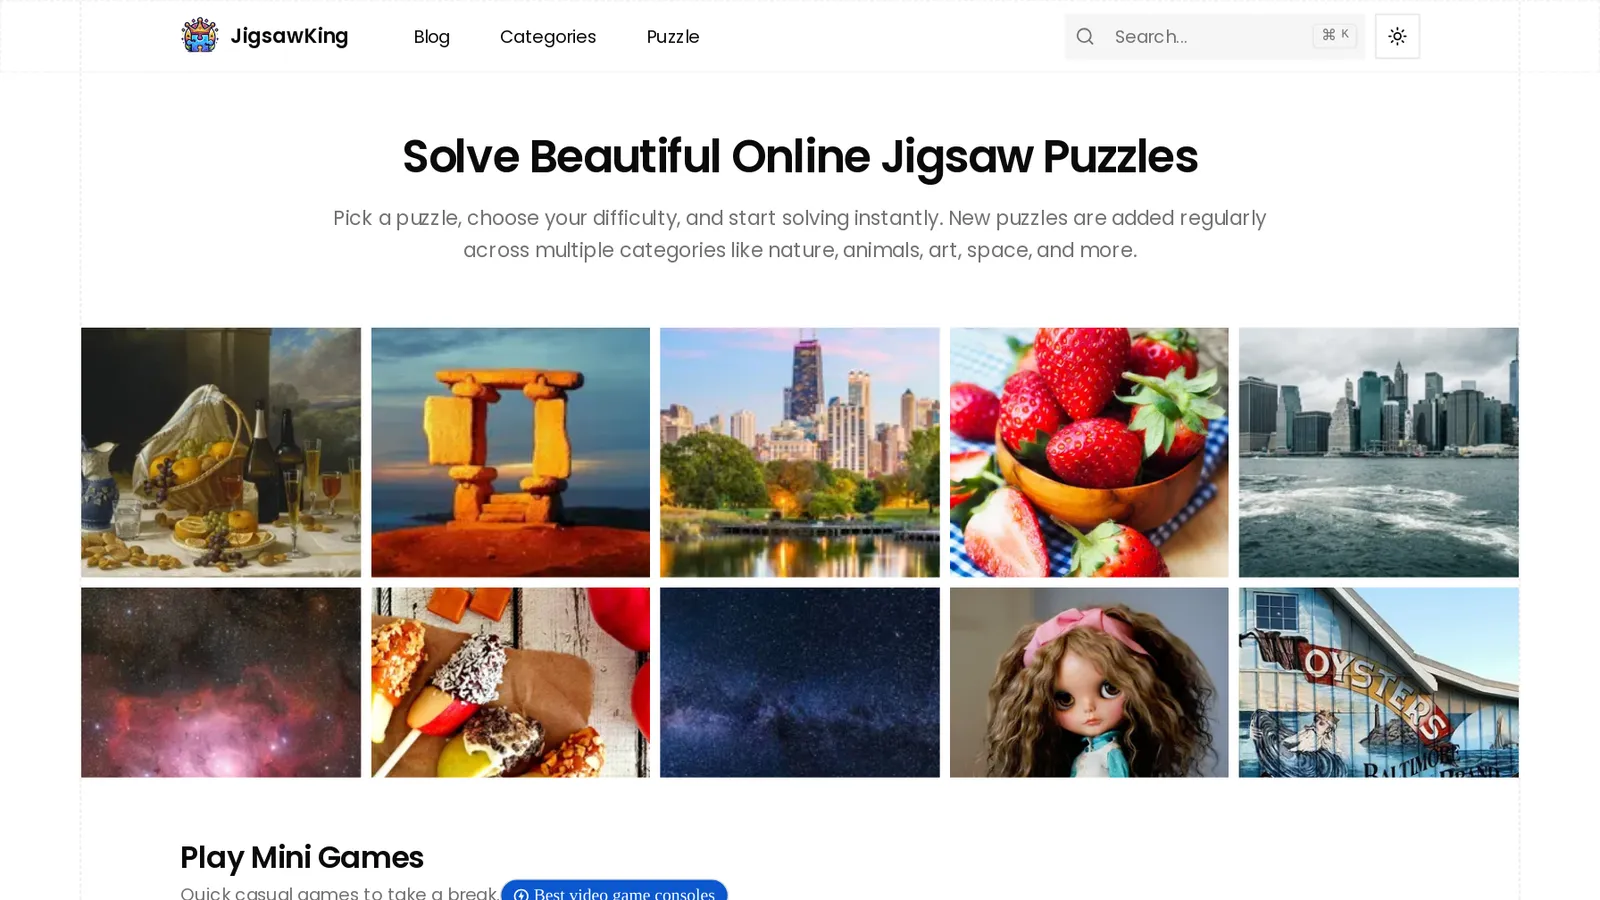 JigsawKing
Blog
Categories
Puzzle
Search...
⌘ K
Solve Beautiful Online Jigsaw Puzzles
Pick a puzzle, choose your difficulty, and start solving instantly. New puzzles are added regularly
across multiple categories like nature, animals, art, space, and more.
OYSTERS
BALTIMORE
BRAND
Play Mini Games
Quick casual games to take a break.
Best video game consoles